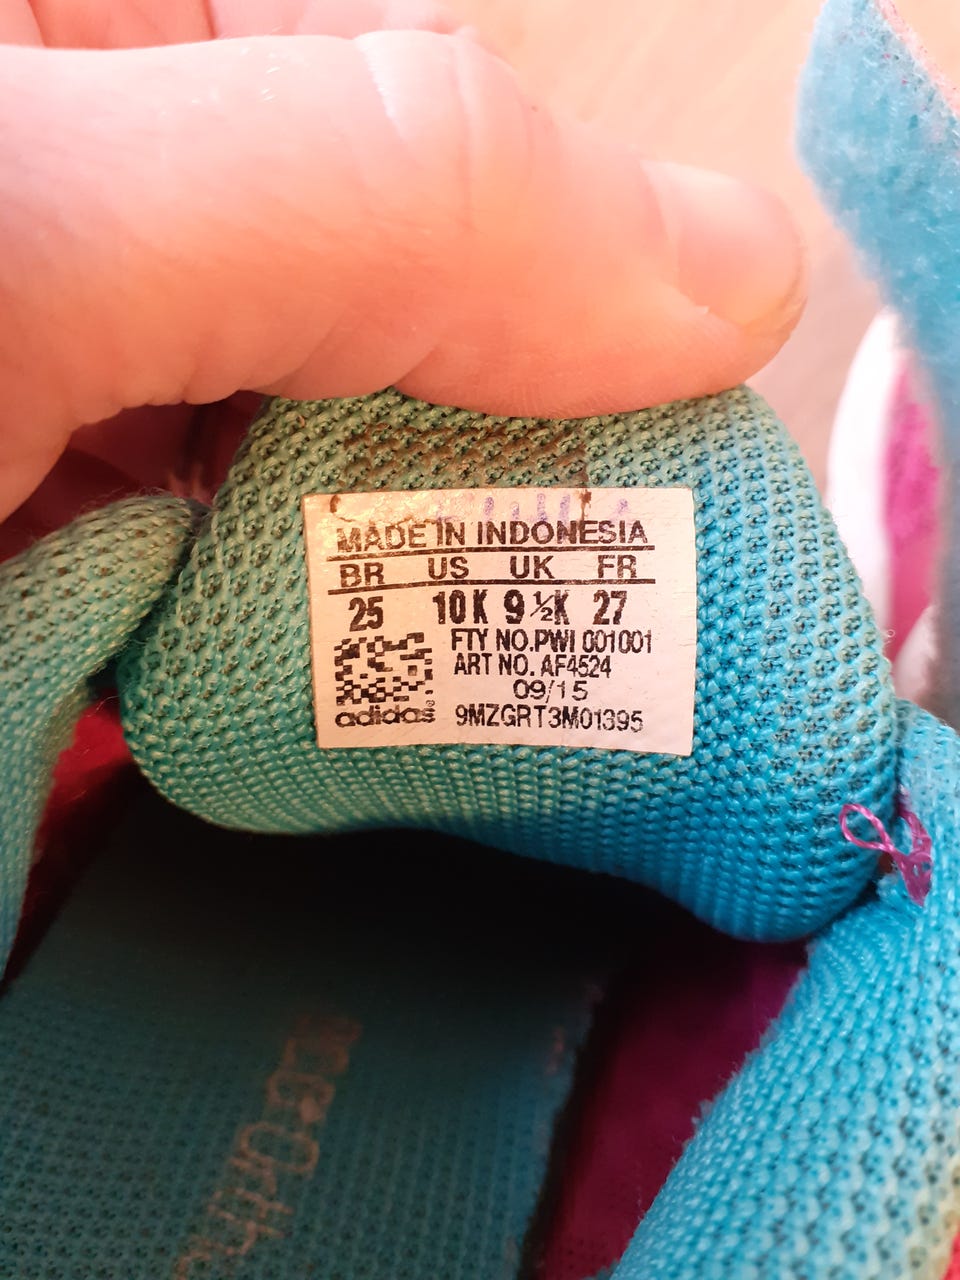 MADE IN INDONESIA
BR US UK FR
25 10K 9½K 27
FTY NO.PWI 001001
ART NO. AF4524
09/15
adidas® 9MZGRT3M01395
Ortho